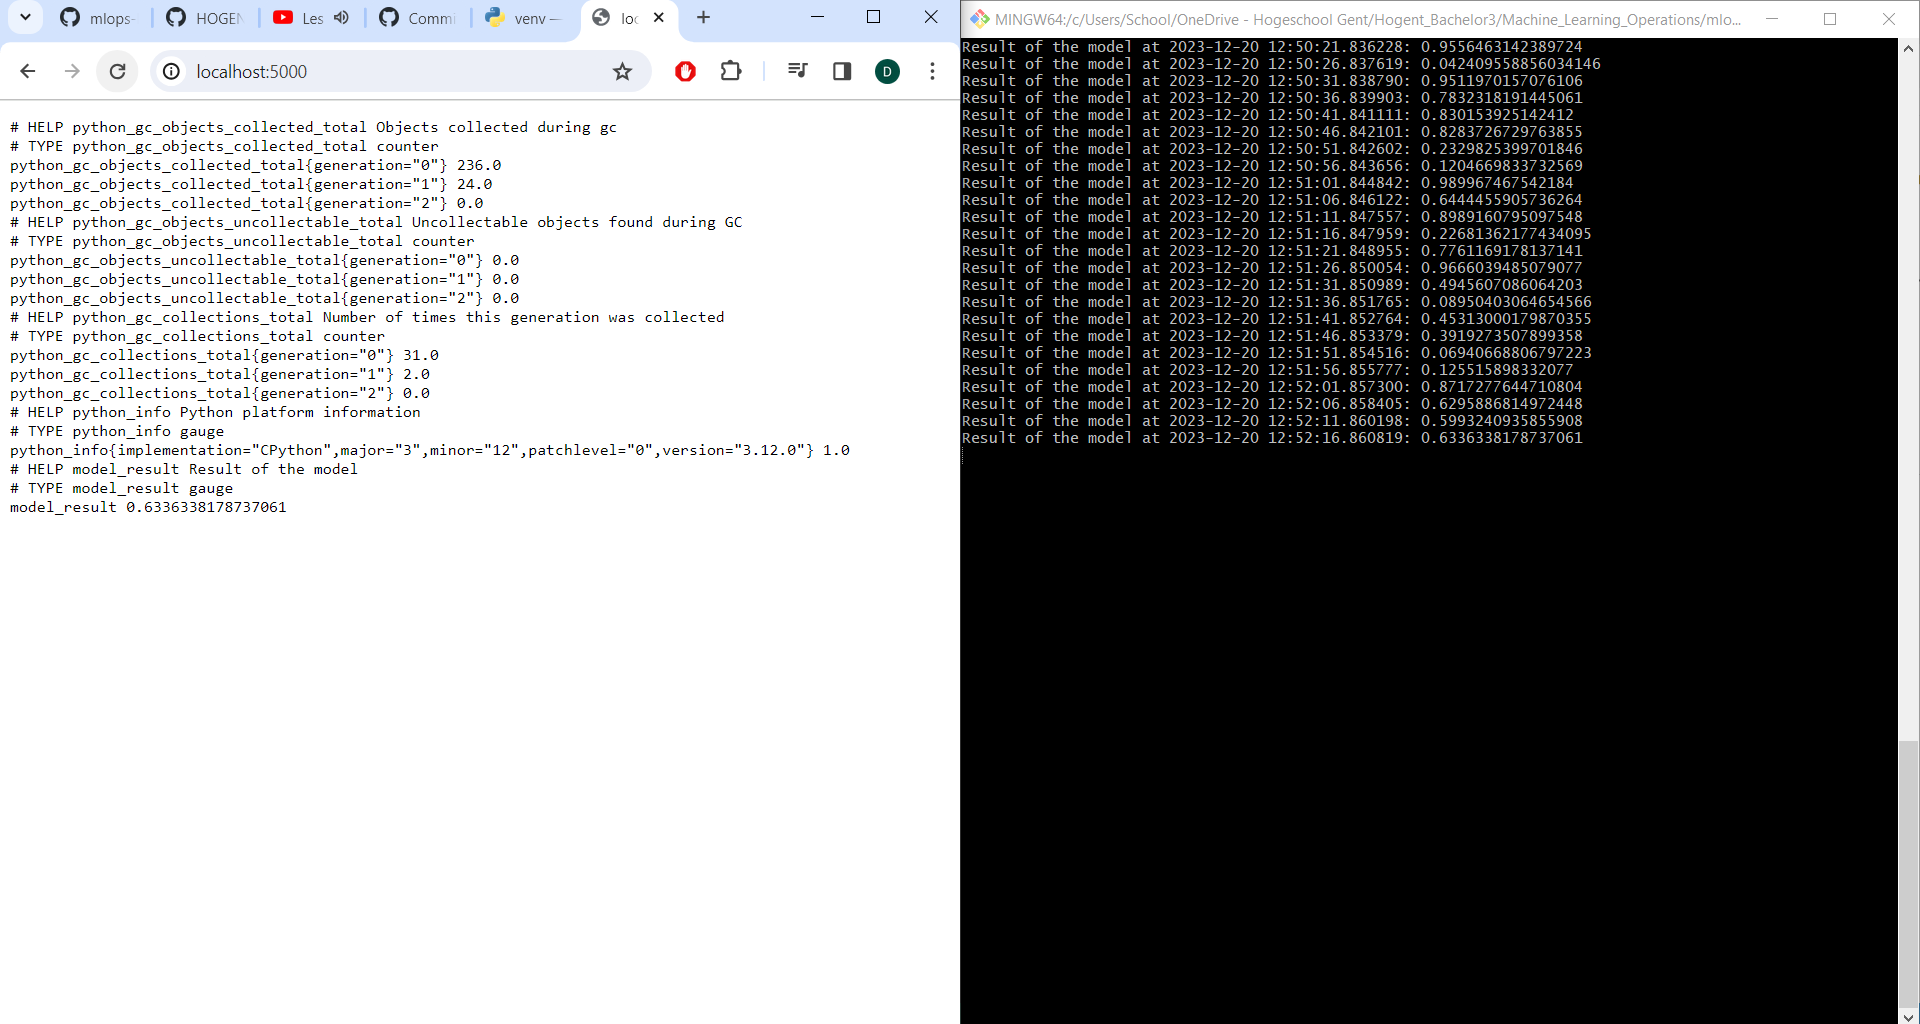 mlops-
HOGEN
Les
Commi
venv —
loc
localhost:5000
D
# HELP python_gc_objects_collected_total Objects collected during gc
# TYPE python_gc_objects_collected_total counter
python_gc_objects_collected_total{generation="0"} 236.0
python_gc_objects_collected_total{generation="1"} 24.0
python_gc_objects_collected_total{generation="2"} 0.0
# HELP python_gc_objects_uncollectable_total Uncollectable objects found during GC
# TYPE python_gc_objects_uncollectable_total counter
python_gc_objects_uncollectable_total{generation="0"} 0.0
python_gc_objects_uncollectable_total{generation="1"} 0.0
python_gc_objects_uncollectable_total{generation="2"} 0.0
# HELP python_gc_collections_total Number of times this generation was collected
# TYPE python_gc_collections_total counter
python_gc_collections_total{generation="0"} 31.0
python_gc_collections_total{generation="1"} 2.0
python_gc_collections_total{generation="2"} 0.0
# HELP python_info Python platform information
# TYPE python_info gauge
python_info{implementation="CPython",major="3",minor="12",patchlevel="0",version="3.12.0"} 1.0
# HELP model_result Result of the model
# TYPE model_result gauge
model_result 0.6336338178737061
MINGW64:/c/Users/School/OneDrive - Hogeschool Gent/Hogent_Bachelor3/Machine_Learning_Operations/mlo...
Result of the model at 2023-12-20 12:50:21.836228: 0.9556463142389724
Result of the model at 2023-12-20 12:50:26.837619: 0.042409558856034146
Result of the model at 2023-12-20 12:50:31.838790: 0.9511970157076106
Result of the model at 2023-12-20 12:50:36.839903: 0.7832318191445061
Result of the model at 2023-12-20 12:50:41.841111: 0.830153925142412
Result of the model at 2023-12-20 12:50:46.842101: 0.8283726729763855
Result of the model at 2023-12-20 12:50:51.842602: 0.2329825399701846
Result of the model at 2023-12-20 12:50:56.843656: 0.1204669833732569
Result of the model at 2023-12-20 12:51:01.844842: 0.989967467542184
Result of the model at 2023-12-20 12:51:06.846122: 0.6444455905736264
Result of the model at 2023-12-20 12:51:11.847557: 0.8989160795097548
Result of the model at 2023-12-20 12:51:16.847959: 0.22681362177434095
Result of the model at 2023-12-20 12:51:21.848955: 0.7761169178137141
Result of the model at 2023-12-20 12:51:26.850054: 0.9666039485079077
Result of the model at 2023-12-20 12:51:31.850989: 0.4945607086064203
Result of the model at 2023-12-20 12:51:36.851765: 0.08950403064654566
Result of the model at 2023-12-20 12:51:41.852764: 0.45313000179870355
Result of the model at 2023-12-20 12:51:46.853379: 0.3919273507899358
Result of the model at 2023-12-20 12:51:51.854516: 0.06940668806797223
Result of the model at 2023-12-20 12:51:56.855777: 0.125515898332077
Result of the model at 2023-12-20 12:52:01.857300: 0.8717277644710804
Result of the model at 2023-12-20 12:52:06.858405: 0.6295886814972448
Result of the model at 2023-12-20 12:52:11.860198: 0.5993240935855908
Result of the model at 2023-12-20 12:52:16.860819: 0.6336338178737061